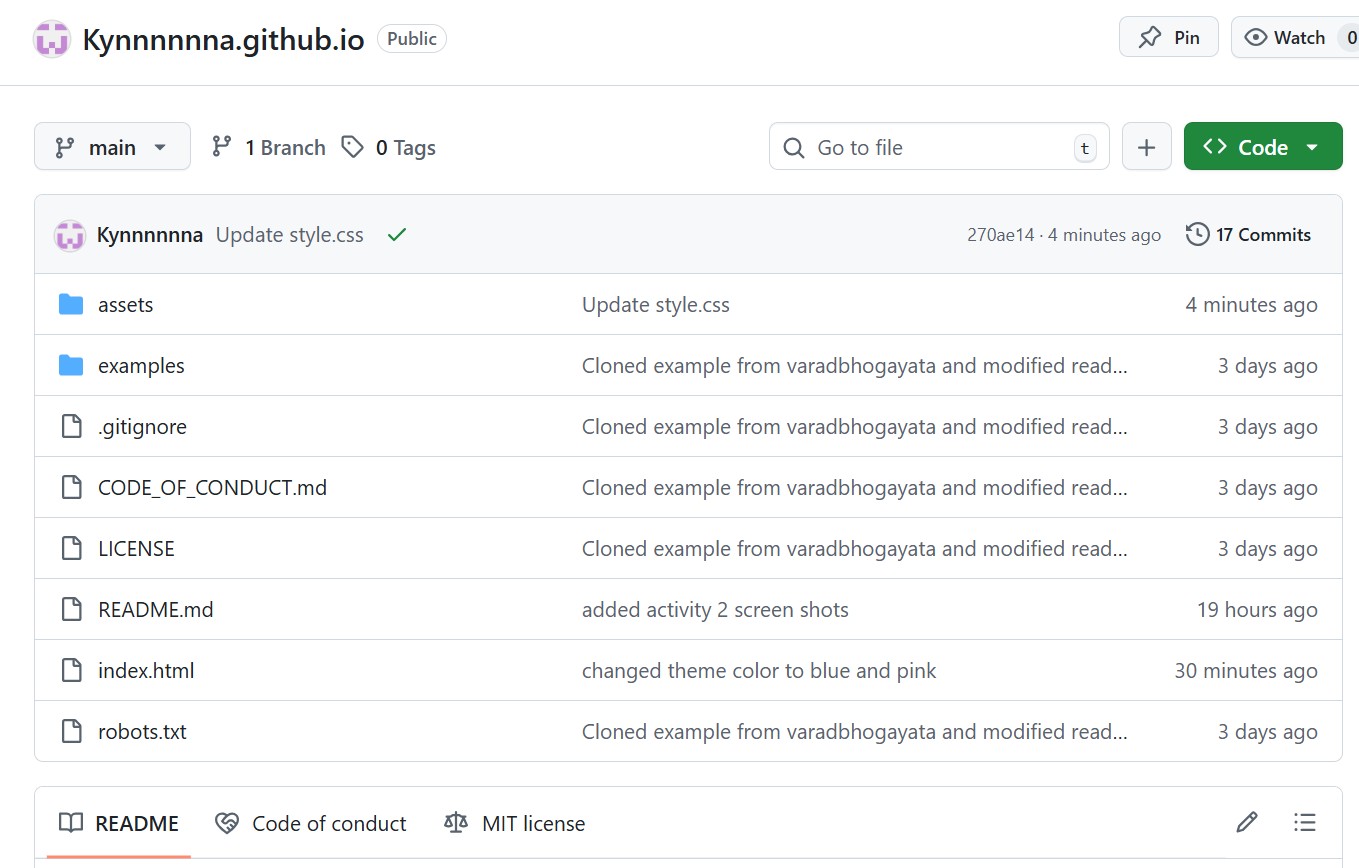 Kynnnnnna.github.io Public Pin Watch 0
main 1 Branch 0 Tags Go to file t + Code
Kynnnnnna Update style.css 270ae14 · 4 minutes ago 17 Commits
assets Update style.css 4 minutes ago
examples Cloned example from varadbhogayata and modified read... 3 days ago
.gitignore Cloned example from varadbhogayata and modified read... 3 days ago
CODE_OF_CONDUCT.md Cloned example from varadbhogayata and modified read... 3 days ago
LICENSE Cloned example from varadbhogayata and modified read... 3 days ago
README.md added activity 2 screen shots 19 hours ago
index.html changed theme color to blue and pink 30 minutes ago
robots.txt Cloned example from varadbhogayata and modified read... 3 days ago
README Code of conduct MIT license